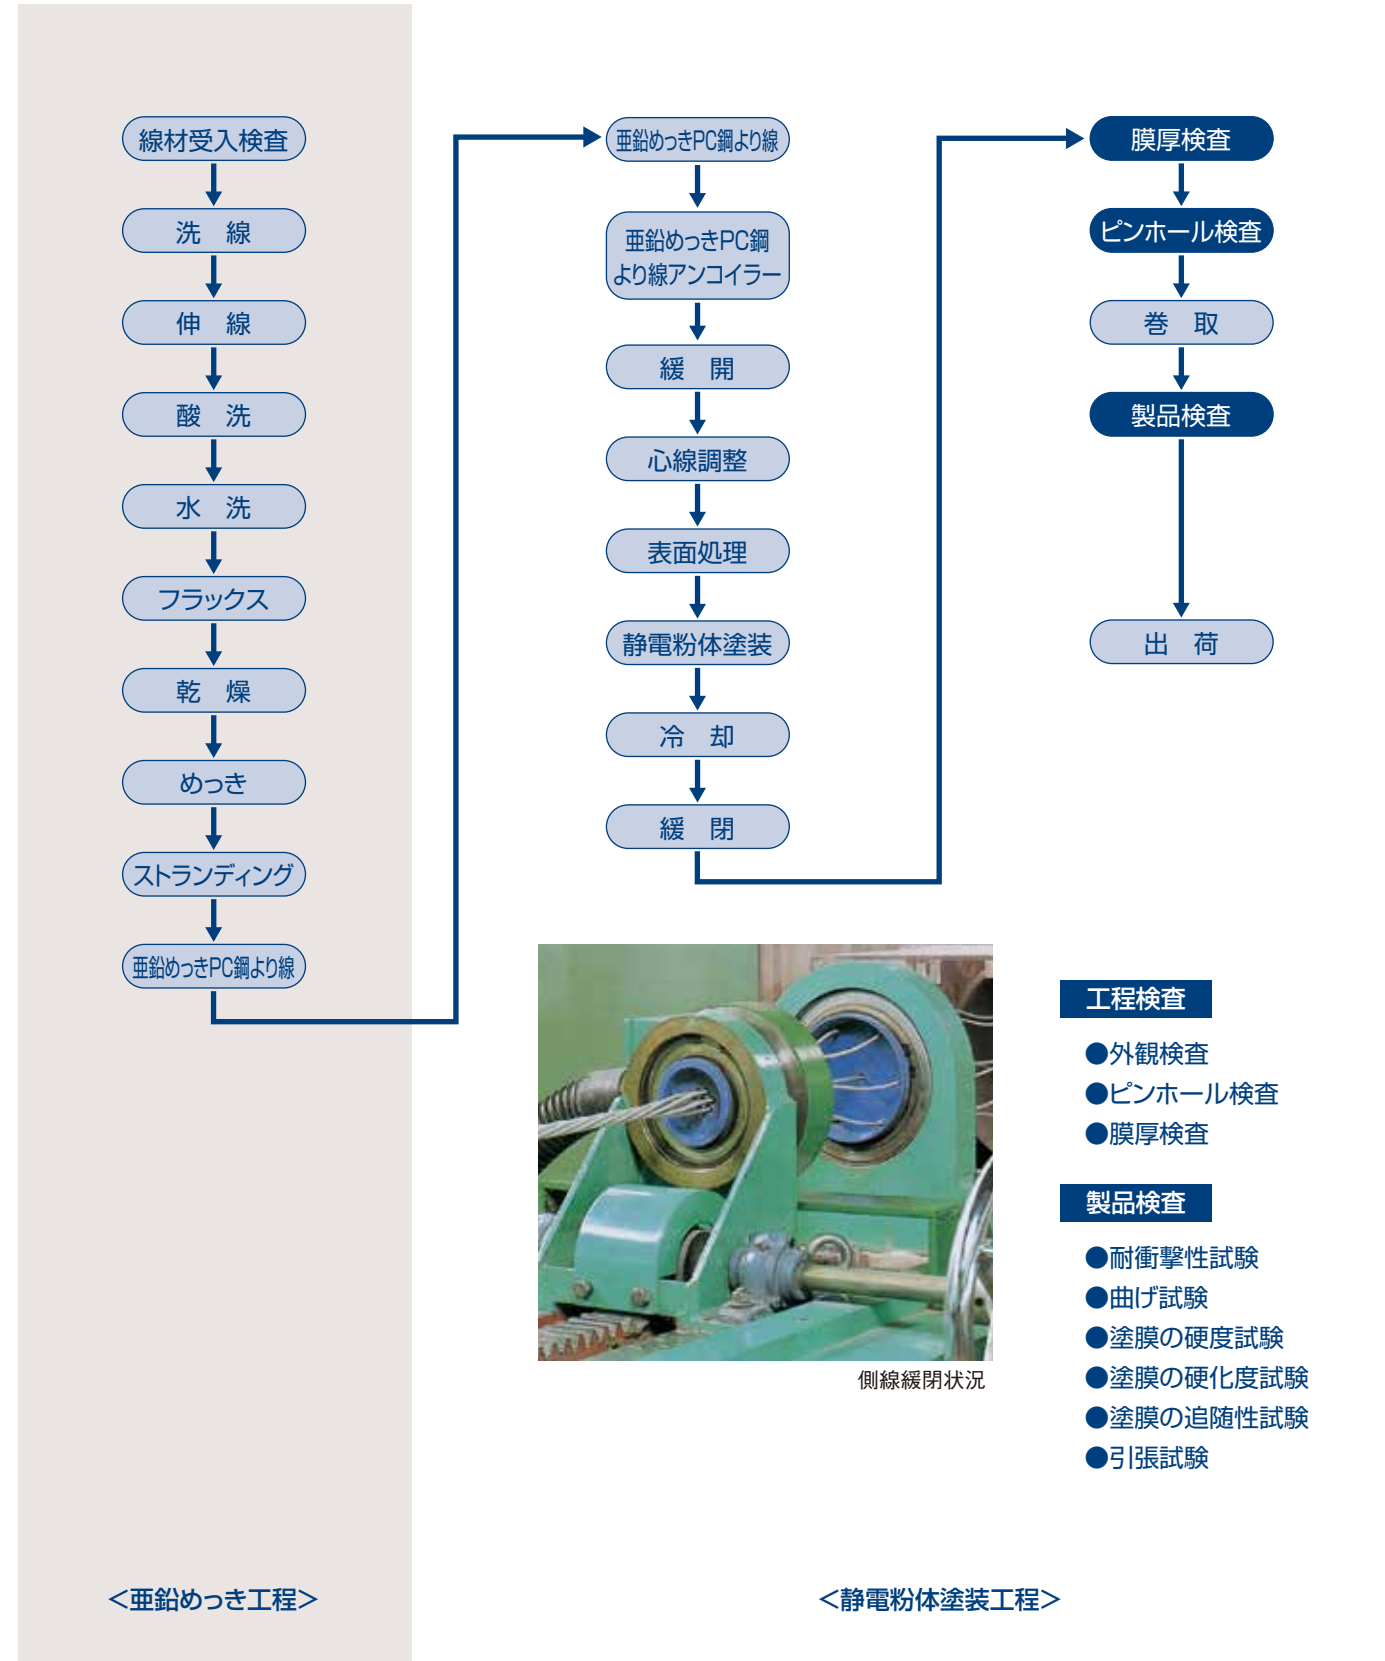 線材受入検査
洗　線
伸　線
酸　洗
水　洗
フラックス
乾　燥
めっき
ストランディング
亜鉛めっきPC鋼より線
亜鉛めっきPC鋼より線
亜鉛めっきPC鋼
より線アンコイラー
緩　開
心線調整
表面処理
静電粉体塗装
冷　却
緩　閉
膜厚検査
ピンホール検査
巻　取
製品検査
出　荷
側線緩閉状況
工程検査
●外観検査
●ピンホール検査
●膜厚検査
製品検査
●耐衝撃性試験
●曲げ試験
●塗膜の硬度試験
●塗膜の硬化度試験
●塗膜の追随性試験
●引張試験
＜亜鉛めっき工程＞
＜静電粉体塗装工程＞